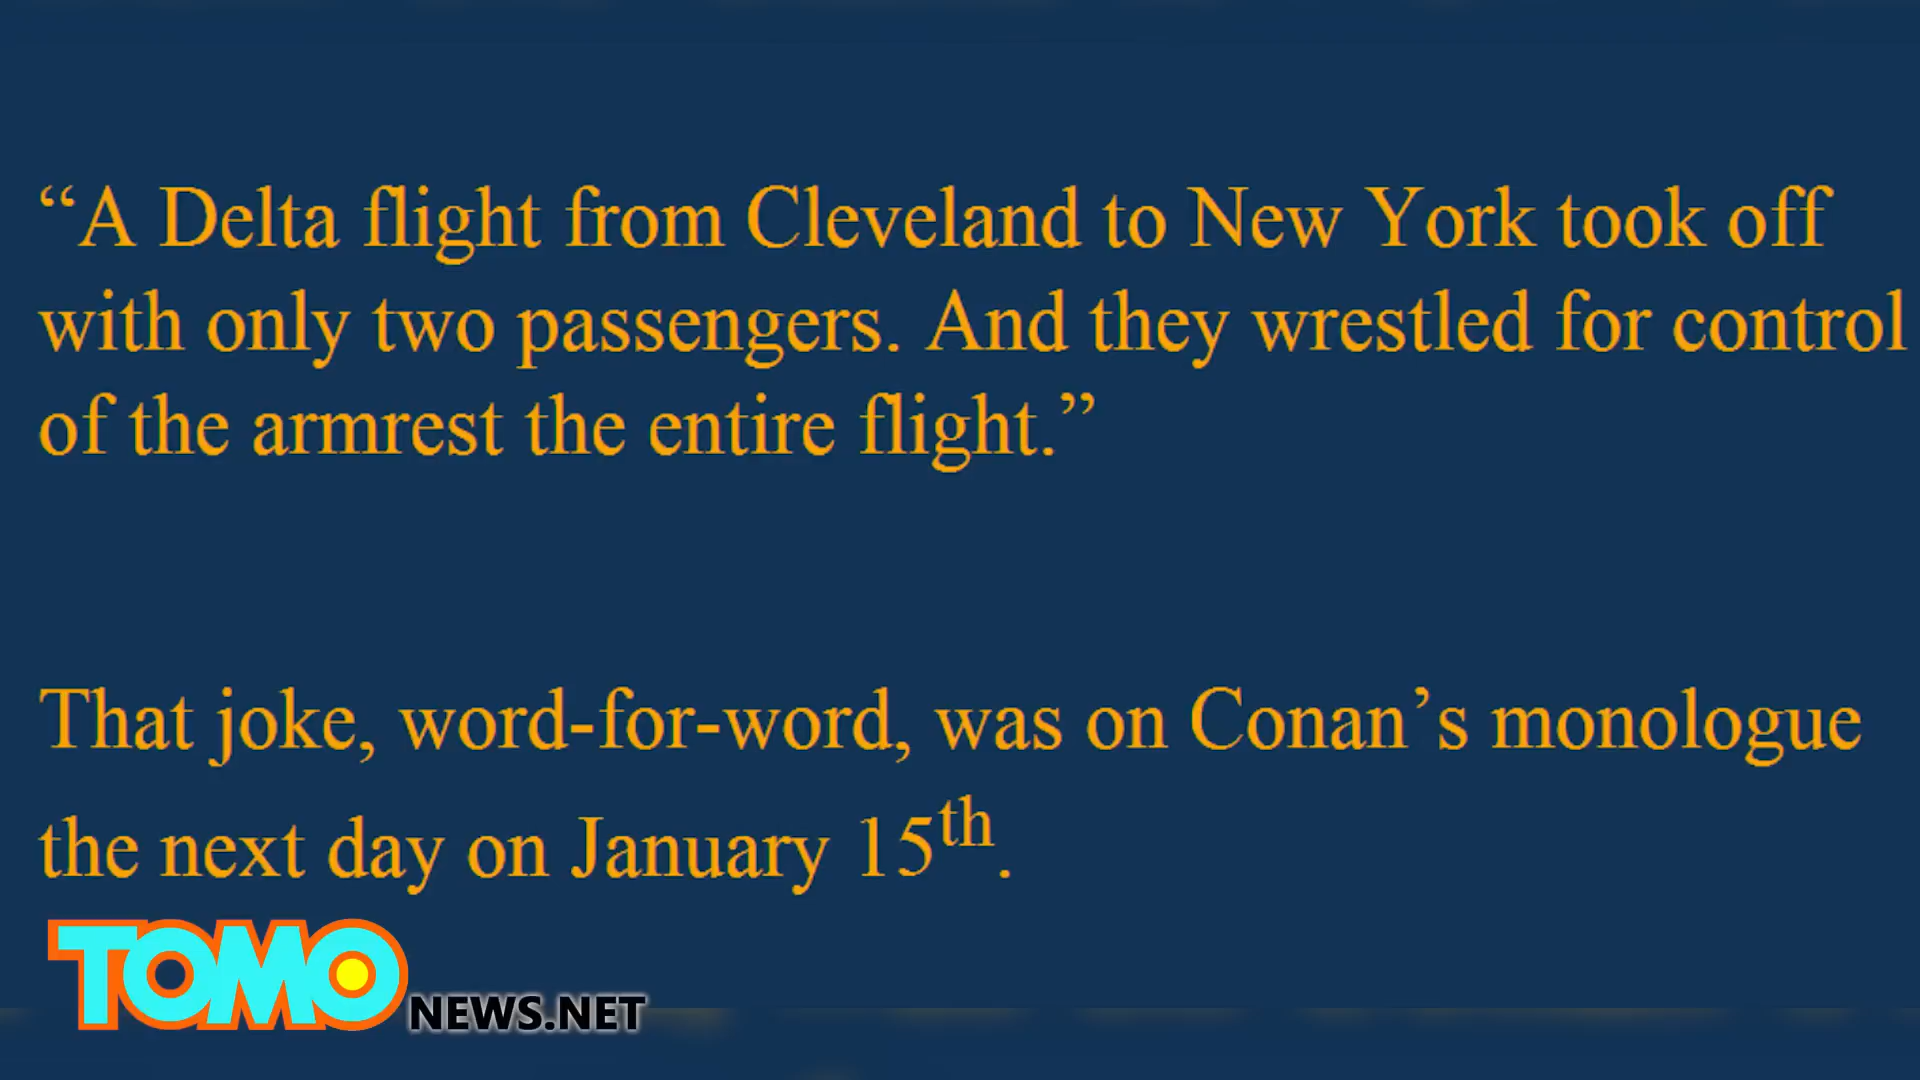 “A Delta flight from Cleveland to New York took off
with only two passengers. And they wrestled for control
of the armrest the entire flight.”
That joke, word-for-word, was on Conan’s monologue
the next day on January 15th.
TOMO NEWS.NET